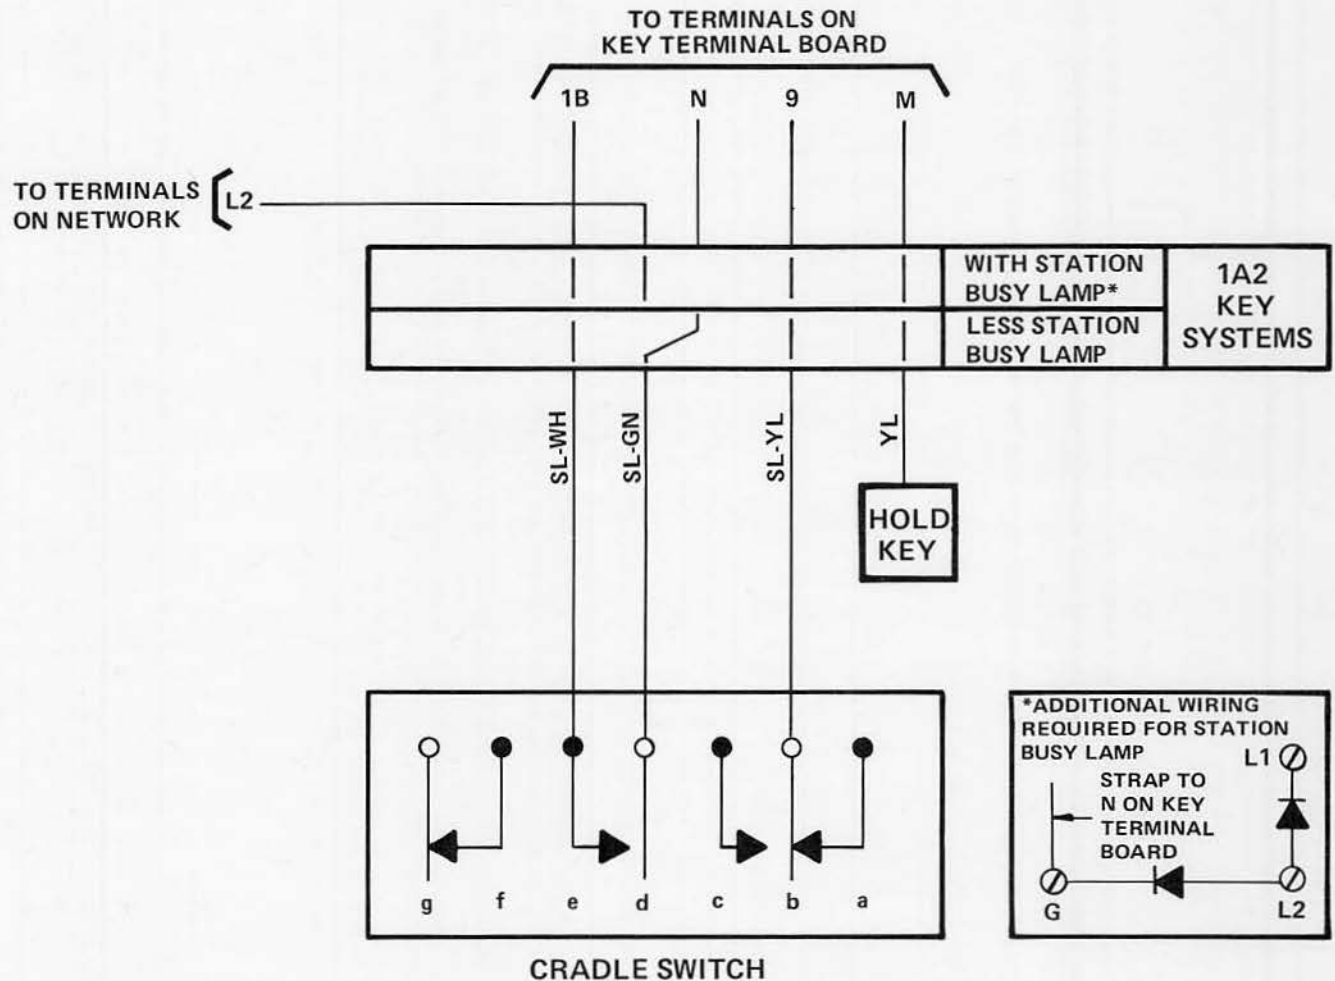 TO TERMINALS ON
KEY TERMINAL BOARD
1B N 9 M
TO TERMINALS
ON NETWORK
L2
WITH STATION
BUSY LAMP*
LESS STATION
BUSY LAMP
1A2
KEY
SYSTEMS
SL-WH
SL-GN
SL-YL
YL
HOLD
KEY
g f e d c b a
CRADLE SWITCH
*ADDITIONAL WIRING
REQUIRED FOR STATION
BUSY LAMP
L1
STRAP TO
N ON KEY
TERMINAL
BOARD
G
L2